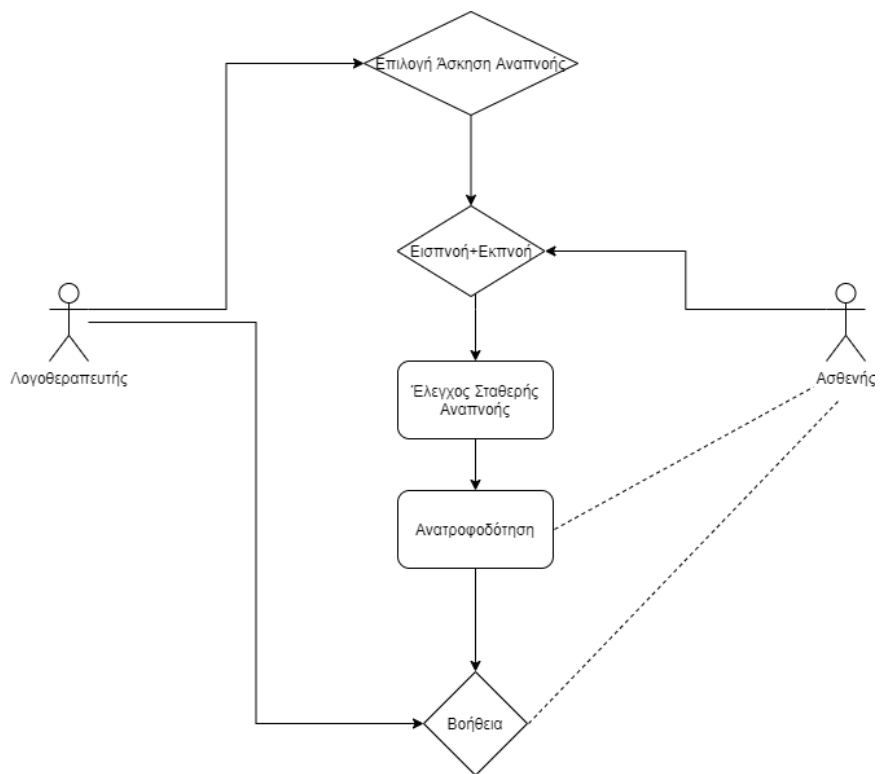 Επιλογή Άσκηση Αναπνοής
Εισπνοή+Εκπνοή
Λογοθεραπευτής
Ασθενής
Έλεγχος Σταθερής
Αναπνοής
Ανατροφοδότηση
Βοήθεια